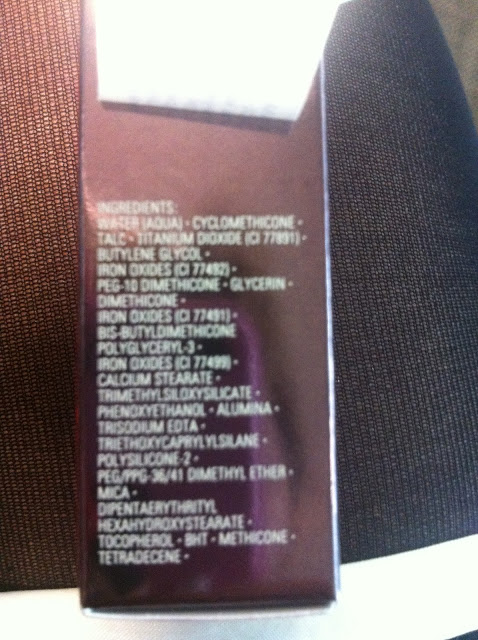 INGREDIENTS:
WATER (AQUA) • CYCLOMETHICONE •
TALC • TITANIUM DIOXIDE (CI 77891) •
BUTYLENE GLYCOL •
IRON OXIDES (CI 77492) •
PEG-10 DIMETHICONE • GLYCERIN •
DIMETHICONE •
IRON OXIDES (CI 77491) •
BIS-BUTYLDIMETHICONE
POLYGLYCERYL-3 •
IRON OXIDES (CI 77499) •
CALCIUM STEARATE •
TRIMETHYLSILOXYSILICATE •
PHENOXYETHANOL • ALUMINA •
TRISODIUM EDTA •
TRIETHOXYCAPRYLYLSILANE •
POLYSILICONE-2 •
PEG/PPG-36/41 DIMETHYL ETHER •
MICA •
DIPENTAERYTHRITYL
HEXAHYDROXYSTEARATE •
TOCOPHEROL • BHT • METHICONE •
TETRADECENE •